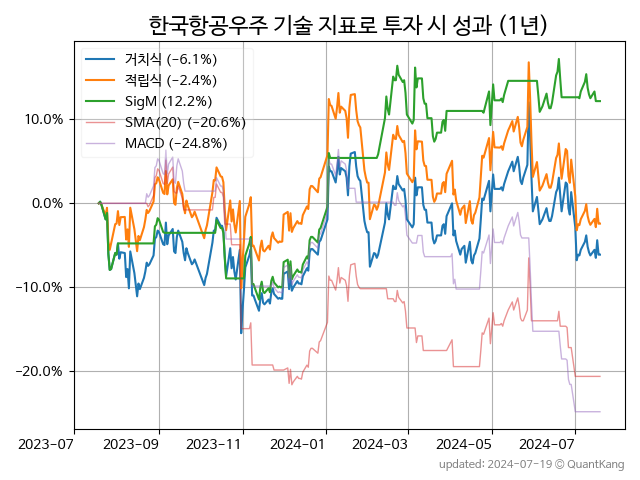 한국항공우주 기술 지표로 투자 시 성과 (1년)
거치식 (−6.1%)
적립식 (−2.4%)
SigM (12.2%)
SMA(20) (−20.6%)
MACD (−24.8%)
10.0%
0.0%
−10.0%
−20.0%
2023-07 2023-09 2023-11 2024-01 2024-03 2024-05 2024-07
updated: 2024-07-19 © QuantKang